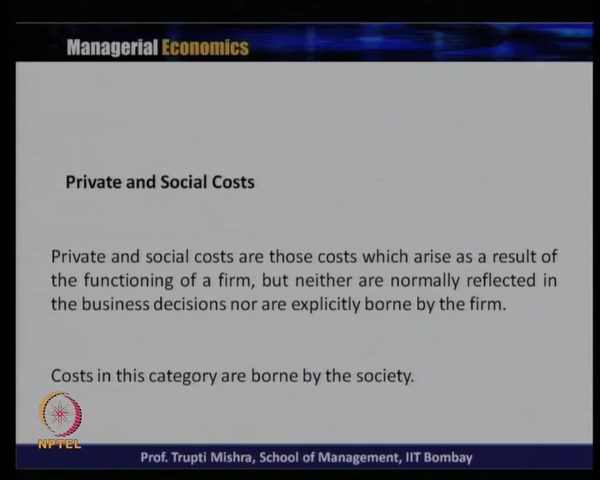 Managerial Economics
Private and Social Costs
Private and social costs are those costs which arise as a result of
the functioning of a firm, but neither are normally reflected in
the business decisions nor are explicitly borne by the firm.
Costs in this category are borne by the society.
NPTEL
Prof. Trupti Mishra, School of Management, IIT Bombay